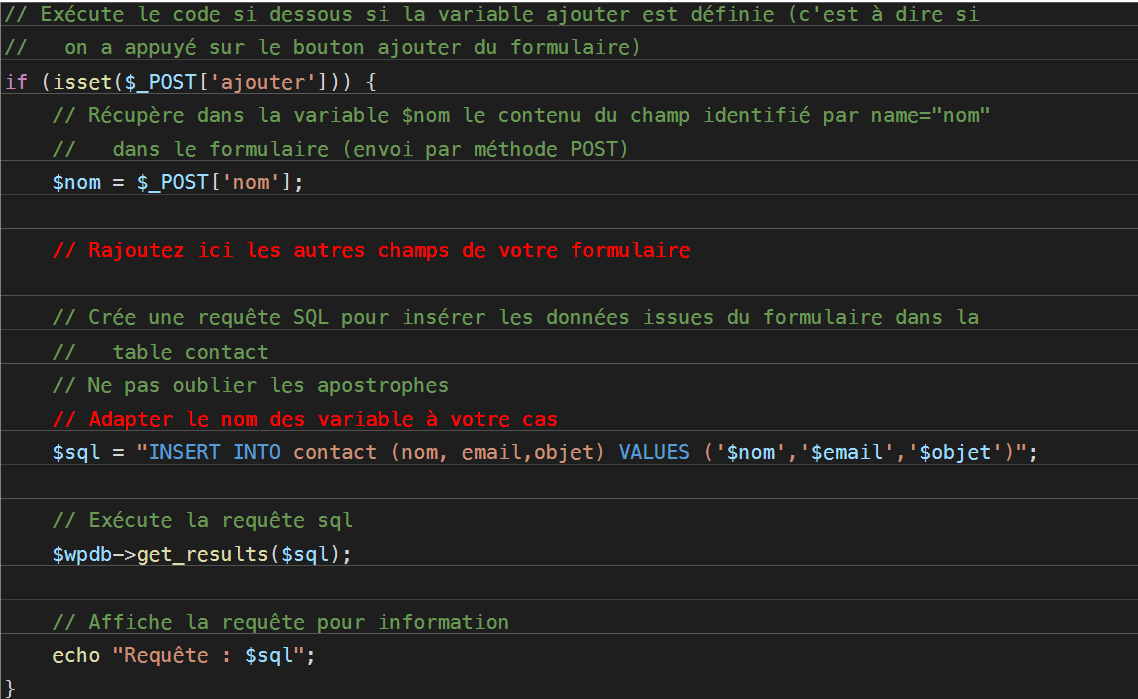 // Exécute le code si dessous si la variable ajouter est définie (c'est à dire si
//   on a appuyé sur le bouton ajouter du formulaire)
if (isset($_POST['ajouter'])) {
    // Récupère dans la variable $nom le contenu du champ identifié par name="nom"
    //   dans le formulaire (envoi par méthode POST)
    $nom = $_POST['nom'];
    // Rajoutez ici les autres champs de votre formulaire
    // Crée une requête SQL pour insérer les données issues du formulaire dans la
    //   table contact
    // Ne pas oublier les apostrophes
    // Adapter le nom des variable à votre cas
    $sql = "INSERT INTO contact (nom, email,objet) VALUES ('$nom','$email','$objet')";
    // Exécute la requête sql
    $wpdb->get_results($sql);
    // Affiche la requête pour information
    echo "Requête : $sql";
}